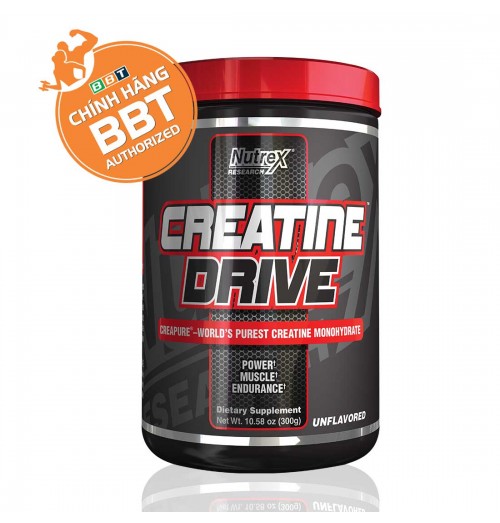 BBT
CHÍNH HÃNG
BBT
AUTHORIZED
Nutrex
RESEARCH
CREATINE™
DRIVE
CREAPURE®–WORLD'S PUREST CREATINE MONOHYDRATE
POWER†
MUSCLE†
ENDURANCE†
Dietary Supplement
Net Wt. 10.58 oz (300g)
UNFLAVORED